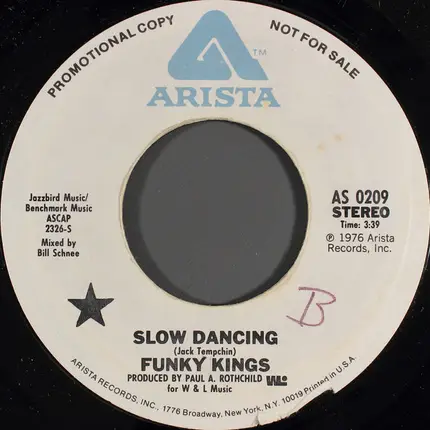 PROMOTIONAL COPY
NOT FOR SALE
TM
ARISTA
Jazzbird Music/
Benchmark Music
ASCAP
2326-S
Mixed by
Bill Schnee
AS 0209
STEREO
Time: 3:39
℗ 1976 Arista
Records, Inc.
B
SLOW DANCING
(Jack Tempchin)
FUNKY KINGS
PRODUCED BY PAUL A. ROTHCHILD
for W & L Music
ARISTA RECORDS, INC., 1776 Broadway, New York, N.Y. 10019 Printed in U.S.A.